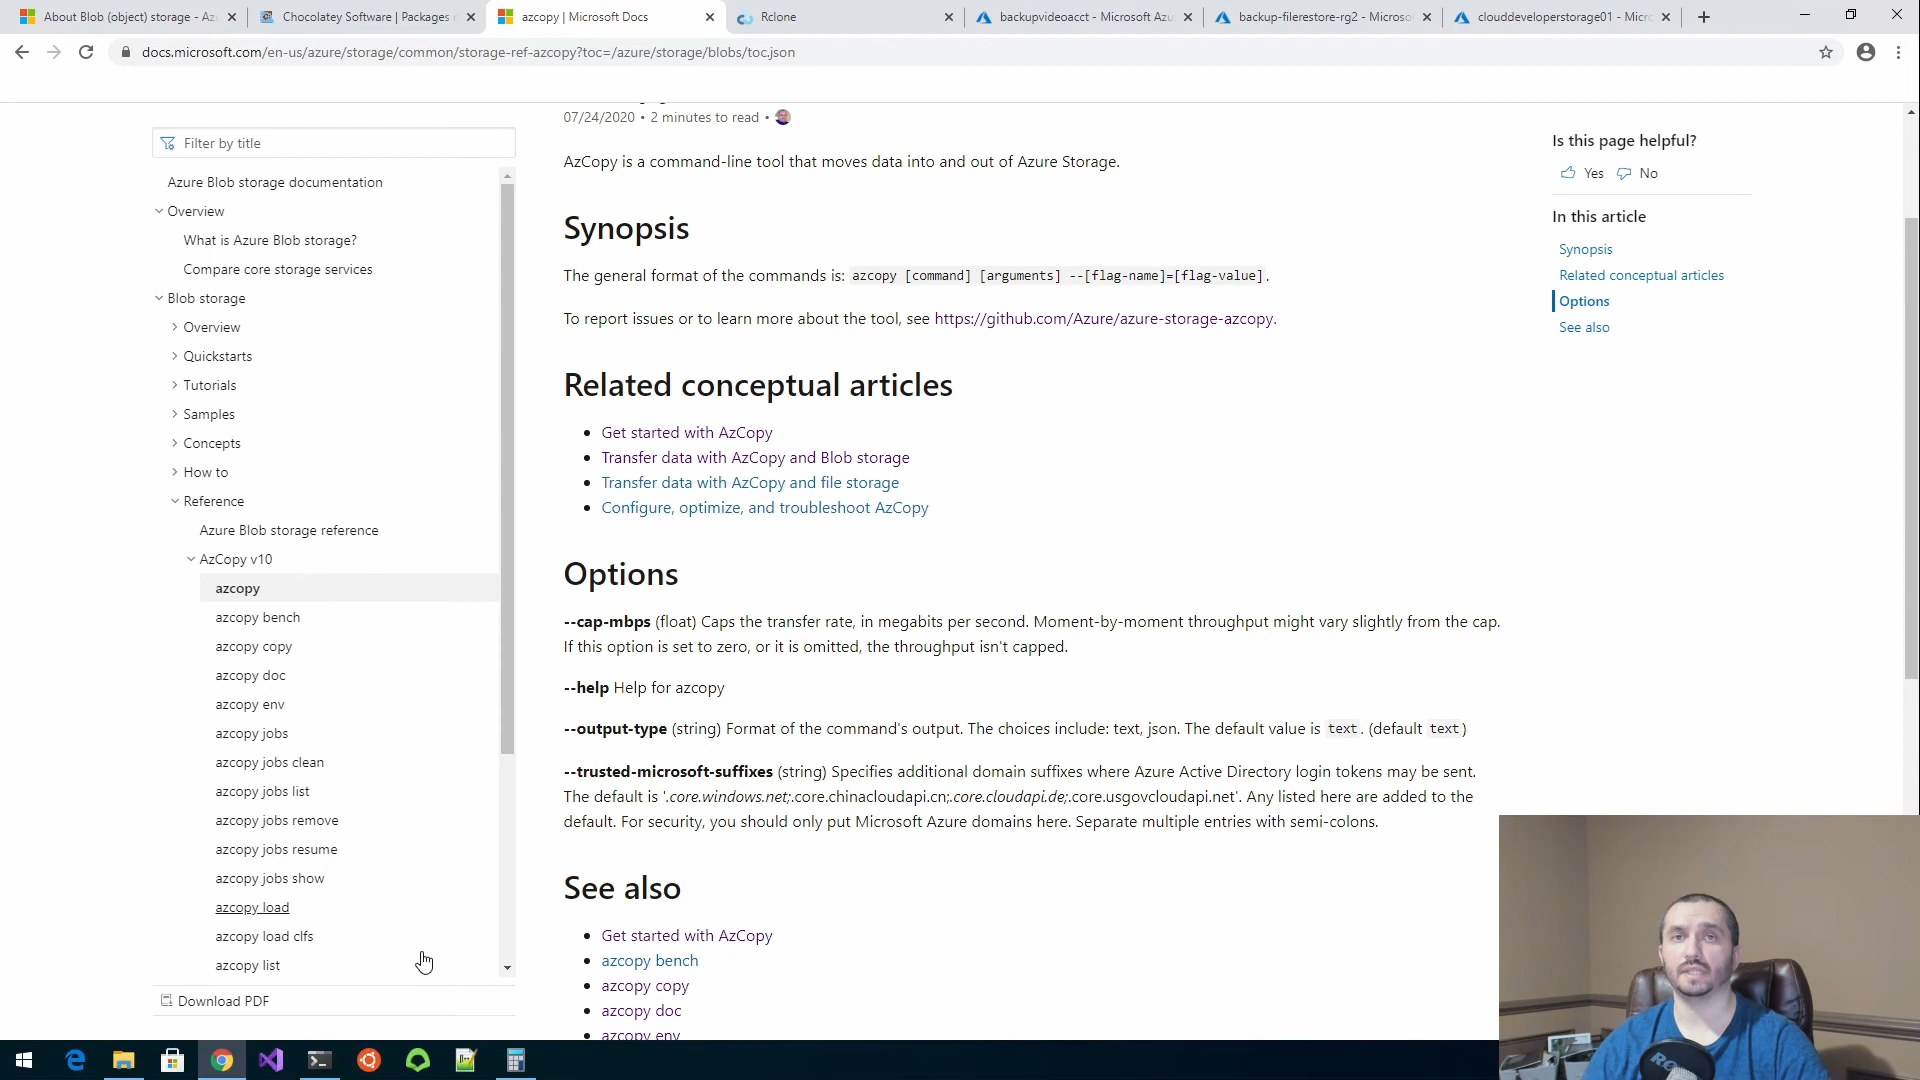 About Blob (object) storage - Az
Chocolatey Software | Packages
azcopy | Microsoft Docs
Rclone
backupvideoacct - Microsoft Azu
backup-filerestore-rg2 - Microso
clouddeveloperstorage01 - Micr
docs.microsoft.com/en-us/azure/storage/common/storage-ref-azcopy?toc=/azure/storage/blobs/toc.json
Filter by title
Azure Blob storage documentation
Overview
What is Azure Blob storage?
Compare core storage services
Blob storage
Overview
Quickstarts
Tutorials
Samples
Concepts
How to
Reference
Azure Blob storage reference
AzCopy v10
azcopy
azcopy bench
azcopy copy
azcopy doc
azcopy env
azcopy jobs
azcopy jobs clean
azcopy jobs list
azcopy jobs remove
azcopy jobs resume
azcopy jobs show
azcopy load
azcopy load clfs
azcopy list
Download PDF
07/24/2020 • 2 minutes to read •
AzCopy is a command-line tool that moves data into and out of Azure Storage.
Synopsis
The general format of the commands is: azcopy [command] [arguments] --[flag-name]=[flag-value].
To report issues or to learn more about the tool, see https://github.com/Azure/azure-storage-azcopy.
Related conceptual articles
• Get started with AzCopy
• Transfer data with AzCopy and Blob storage
• Transfer data with AzCopy and file storage
• Configure, optimize, and troubleshoot AzCopy
Options
--cap-mbps (float) Caps the transfer rate, in megabits per second. Moment-by-moment throughput might vary slightly from the cap.
If this option is set to zero, or it is omitted, the throughput isn't capped.
--help Help for azcopy
--output-type (string) Format of the command's output. The choices include: text, json. The default value is text. (default text)
--trusted-microsoft-suffixes (string) Specifies additional domain suffixes where Azure Active Directory login tokens may be sent.
The default is '.core.windows.net;.core.chinacloudapi.cn;.core.cloudapi.de;.core.usgovcloudapi.net'. Any listed here are added to the
default. For security, you should only put Microsoft Azure domains here. Separate multiple entries with semi-colons.
See also
• Get started with AzCopy
• azcopy bench
• azcopy copy
• azcopy doc
• azcopy env
Is this page helpful?
Yes
No
In this article
Synopsis
Related conceptual articles
Options
See also